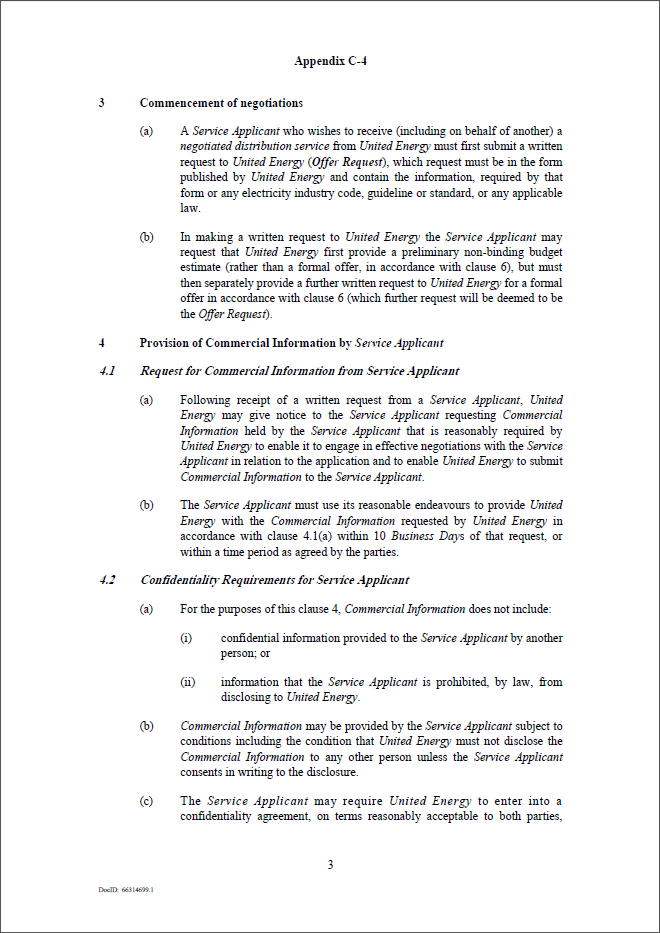 Appendix C-4
3 Commencement of negotiations
(a) A Service Applicant who wishes to receive (including on behalf of another) a
negotiated distribution service from United Energy must first submit a written
request to United Energy (Offer Request), which request must be in the form
published by United Energy and contain the information, required by that
form or any electricity industry code, guideline or standard, or any applicable
law.
(b) In making a written request to United Energy the Service Applicant may
request that United Energy first provide a preliminary non-binding budget
estimate (rather than a formal offer, in accordance with clause 6), but must
then separately provide a further written request to United Energy for a formal
offer in accordance with clause 6 (which further request will be deemed to be
the Offer Request).
4 Provision of Commercial Information by Service Applicant
4.1 Request for Commercial Information from Service Applicant
(a) Following receipt of a written request from a Service Applicant, United
Energy may give notice to the Service Applicant requesting Commercial
Information held by the Service Applicant that is reasonably required by
United Energy to enable it to engage in effective negotiations with the Service
Applicant in relation to the application and to enable United Energy to submit
Commercial Information to the Service Applicant.
(b) The Service Applicant must use its reasonable endeavours to provide United
Energy with the Commercial Information requested by United Energy in
accordance with clause 4.1(a) within 10 Business Days of that request, or
within a time period as agreed by the parties.
4.2 Confidentiality Requirements for Service Applicant
(a) For the purposes of this clause 4, Commercial Information does not include:
(i) confidential information provided to the Service Applicant by another
person; or
(ii) information that the Service Applicant is prohibited, by law, from
disclosing to United Energy.
(b) Commercial Information may be provided by the Service Applicant subject to
conditions including the condition that United Energy must not disclose the
Commercial Information to any other person unless the Service Applicant
consents in writing to the disclosure.
(c) The Service Applicant may require United Energy to enter into a
confidentiality agreement, on terms reasonably acceptable to both parties,
3
DocID: 66314699.1